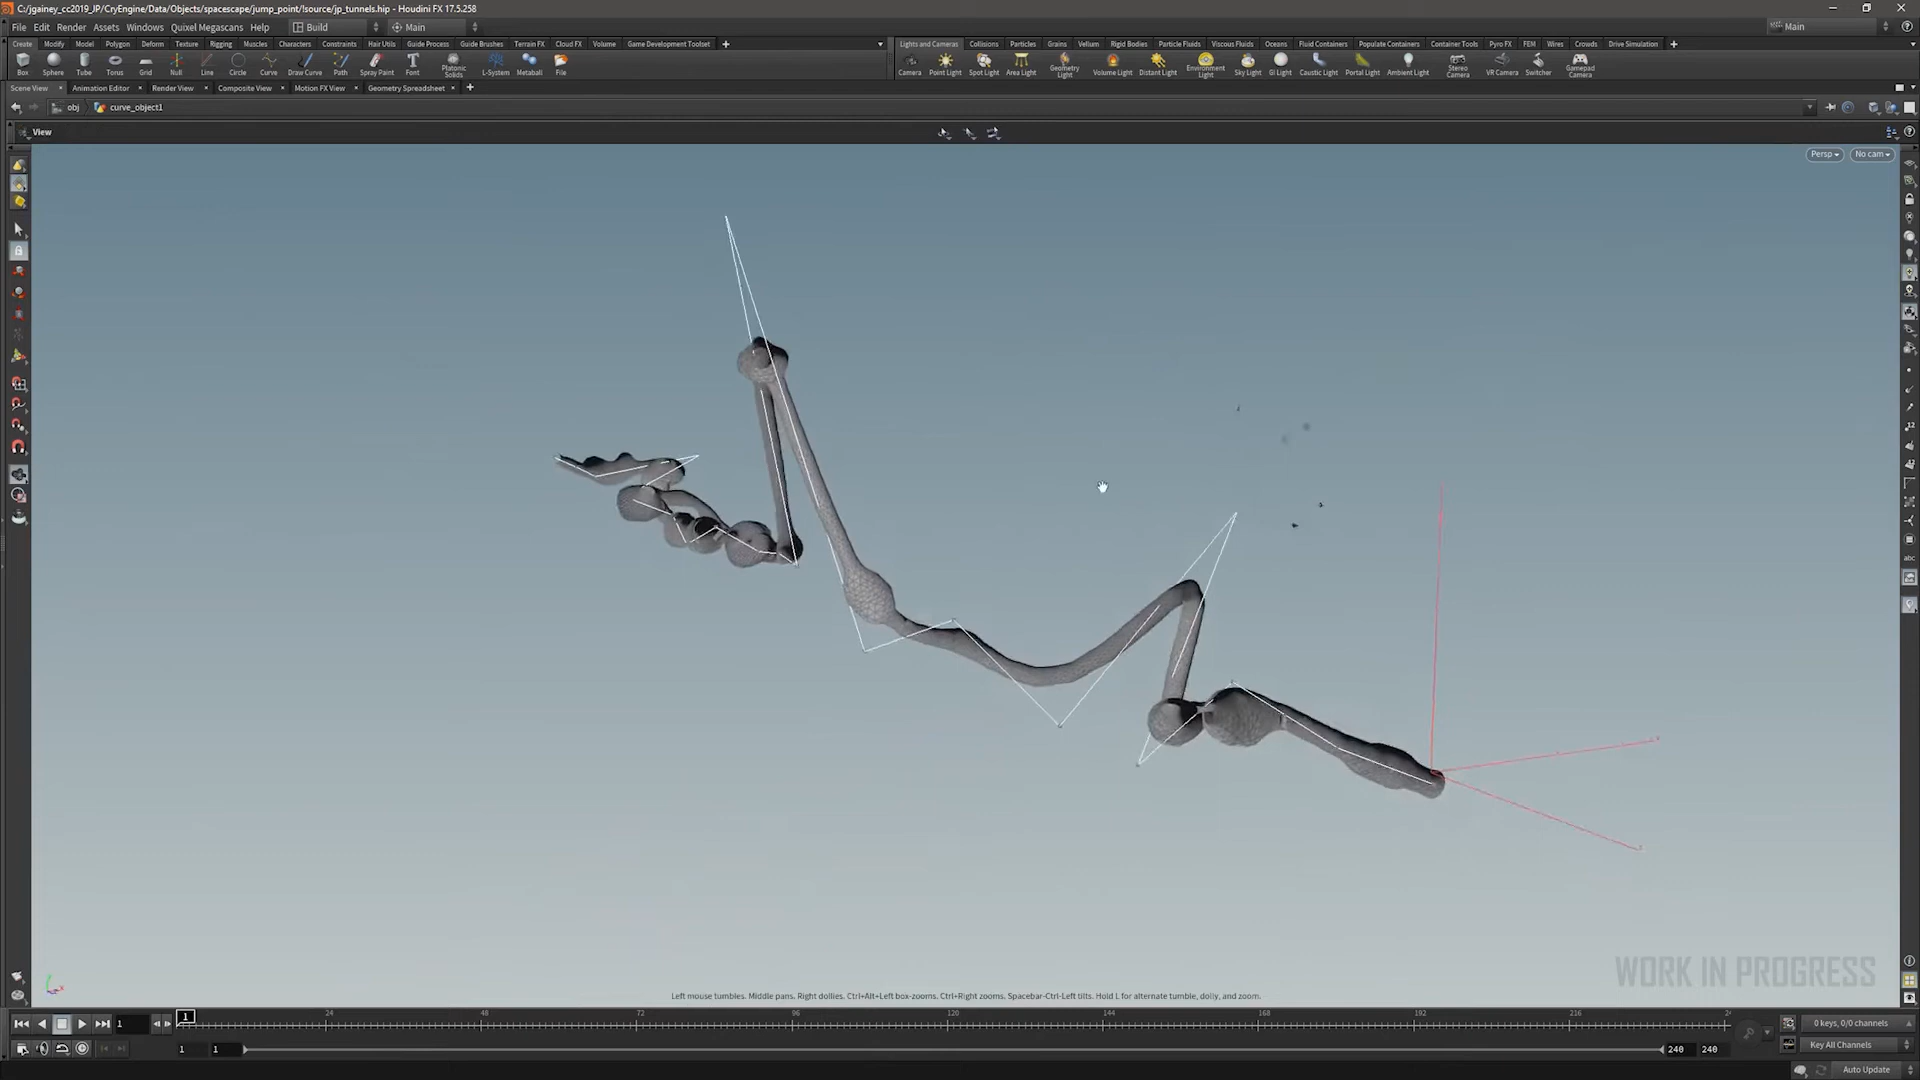 C:/jgainey_cc2019_JP/CryEngine/Data/Objects/spacescape/jump_point/!source/jp_tunnels.hip - Houdini FX 17.5.258
File Edit Render Assets Windows Quixel Megascans Help Build Main Main
Create Modify Model Polygon Deform Texture Rigging Muscles Characters Constraints Hair Utils Guide Process Guide Brushes Terrain FX Cloud FX Volume Game Development Toolset
Lights and Cameras Collisions Particles Grains Vellum Rigid Bodies Particle Fluids Viscous Fluids Oceans Fluid Containers Populate Containers Container Tools Pyro FX FEM Wires Crowds Drive Simulation
Box Sphere Tube Torus Grid Null Line Circle Curve Draw Curve Path Spray Paint Font Platonic Solids L-System Metaball File
Camera Point Light Spot Light Area Light Geometry Light Volume Light Distant Light Environment Light Sky Light GI Light Caustic Light Portal Light Ambient Light Stereo Camera VR Camera Switcher Gamepad Camera
Scene View Animation Editor Render View Composite View Motion FX View Geometry Spreadsheet
obj curve_object1
View
Persp No cam
abc
WORK IN PROGRESS
Left mouse tumbles. Middle pans. Right dollies. Ctrl+Alt+Left box-zooms. Ctrl+Right zooms. Spacebar-Ctrl-Left tilts. Hold L for alternate tumble, dolly, and zoom.
1 1 24 48 72 96 120 144 168 192 216 0 keys, 0/0 channels
1 1 240 240 Key All Channels
Auto Update